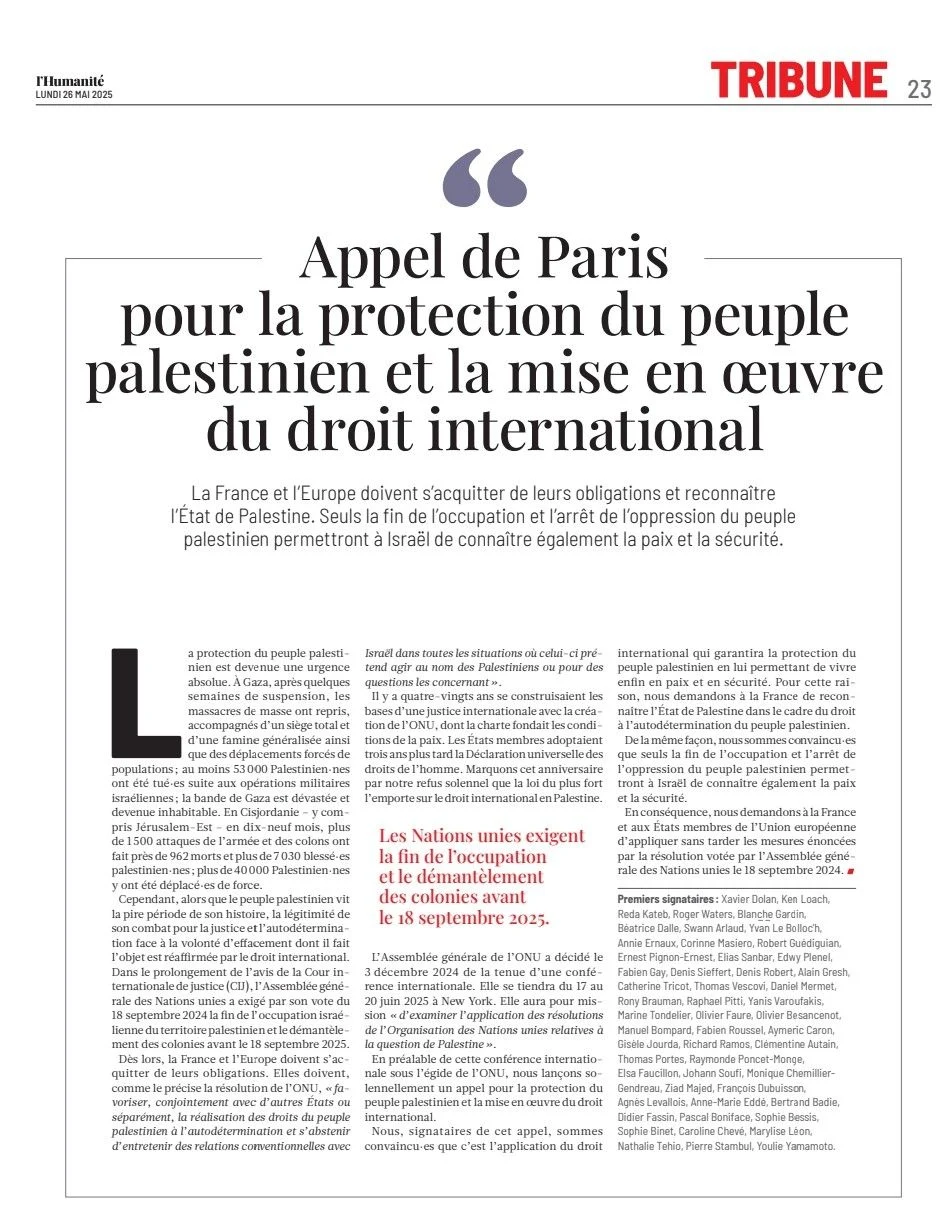 l'Humanité
LUNDI 26 MAI 2025
TRIBUNE 23
“
Appel de Paris
pour la protection du peuple
palestinien et la mise en œuvre
du droit international
La France et l'Europe doivent s'acquitter de leurs obligations et reconnaître
l'État de Palestine. Seuls la fin de l'occupation et l'arrêt de l'oppression du peuple
palestinien permettront à Israël de connaître également la paix et la sécurité.
La protection du peuple palesti-
nien est devenue une urgence
absolue. À Gaza, après quelques
semaines de suspension, les
massacres de masse ont repris,
accompagnés d'un siège total et
d'une famine généralisée ainsi
que des déplacements forcés de
populations ; au moins 53 000 Palestinien·nes
ont été tué·es suite aux opérations militaires
israéliennes ; la bande de Gaza est dévastée et
devenue inhabitable. En Cisjordanie – y com-
pris Jérusalem-Est – en dix-neuf mois, plus
de 1 500 attaques de l'armée et des colons ont
fait près de 962 morts et plus de 7 030 blessé·es
palestinien·nes ; plus de 40 000 Palestinien·nes
y ont été déplacé·es de force.
Cependant, alors que le peuple palestinien vit
la pire période de son histoire, la légitimité de
son combat pour la justice et l'autodétermina-
tion face à la volonté d'effacement dont il fait
l'objet est réaffirmée par le droit international.
Dans le prolongement de l'avis de la Cour in-
ternationale de justice (CIJ), l'Assemblée géné-
rale des Nations unies a exigé par son vote du
18 septembre 2024 la fin de l'occupation israé-
lienne du territoire palestinien et le démantèle-
ment des colonies avant le 18 septembre 2025.
Dès lors, la France et l'Europe doivent s'ac-
quitter de leurs obligations. Elles doivent,
comme le précise la résolution de l'ONU, « fa-
voriser, conjointement avec d'autres États ou
séparément, la réalisation des droits du peuple
palestinien à l'autodétermination et s'abstenir
d'entretenir des relations conventionnelles avec
Israël dans toutes les situations où celui-ci pré-
tend agir au nom des Palestiniens ou pour des
questions les concernant ».
Il y a quatre-vingts ans se construisaient les
bases d'une justice internationale avec la créa-
tion de l'ONU, dont la charte fondait les condi-
tions de la paix. Les États membres adoptaient
trois ans plus tard la Déclaration universelle des
droits de l'homme. Marquons cet anniversaire
par notre refus solennel que la loi du plus fort
l'emporte sur le droit international en Palestine.
Les Nations unies exigent
la fin de l'occupation
et le démantèlement
des colonies avant
le 18 septembre 2025.
L'Assemblée générale de l'ONU a décidé le
3 décembre 2024 de la tenue d'une confé-
rence internationale. Elle se tiendra du 17 au
20 juin 2025 à New York. Elle aura pour mis-
sion « d'examiner l'application des résolutions
de l'Organisation des Nations unies relatives à
la question de Palestine ».
En préalable de cette conférence internatio-
nale sous l'égide de l'ONU, nous lançons so-
lennellement un appel pour la protection du
peuple palestinien et la mise en œuvre du droit
international.
Nous, signataires de cet appel, sommes
convaincu·es que c'est l'application du droit
international qui garantira la protection du
peuple palestinien en lui permettant de vivre
enfin en paix et en sécurité. Pour cette rai-
son, nous demandons à la France de recon-
naître l'État de Palestine dans le cadre du droit
à l'autodétermination du peuple palestinien.
De la même façon, nous sommes convaincu·es
que seuls la fin de l'occupation et l'arrêt de
l'oppression du peuple palestinien permet-
tront à Israël de connaître également la paix
et la sécurité.
En conséquence, nous demandons à la France
et aux États membres de l'Union européenne
d'appliquer sans tarder les mesures énoncées
par la résolution votée par l'Assemblée géné-
rale des Nations unies le 18 septembre 2024.
Premiers signataires : Xavier Dolan, Ken Loach,
Reda Kateb, Roger Waters, Blanche Gardin,
Béatrice Dalle, Swann Arlaud, Yvan Le Bolloc'h,
Annie Ernaux, Corinne Masiero, Robert Guédiguian,
Ernest Pignon-Ernest, Elias Sanbar, Edwy Plenel,
Fabien Gay, Denis Sieffert, Denis Robert, Alain Gresh,
Catherine Tricot, Thomas Vescovi, Daniel Mermet,
Rony Brauman, Raphael Pitti, Yanis Varoufakis,
Marine Tondelier, Olivier Faure, Olivier Besancenot,
Manuel Bompard, Fabien Roussel, Aymeric Caron,
Gisèle Jourda, Richard Ramos, Clémentine Autain,
Thomas Portes, Raymonde Poncet-Monge,
Elsa Faucillon, Johann Soufi, Monique Chemillier-
Gendreau, Ziad Majed, François Dubuisson,
Agnès Levallois, Anne-Marie Eddé, Bertrand Badie,
Didier Fassin, Pascal Boniface, Sophie Bessis,
Sophie Binet, Caroline Chevé, Marylise Léon,
Nathalie Tehio, Pierre Stambul, Youlie Yamamoto.